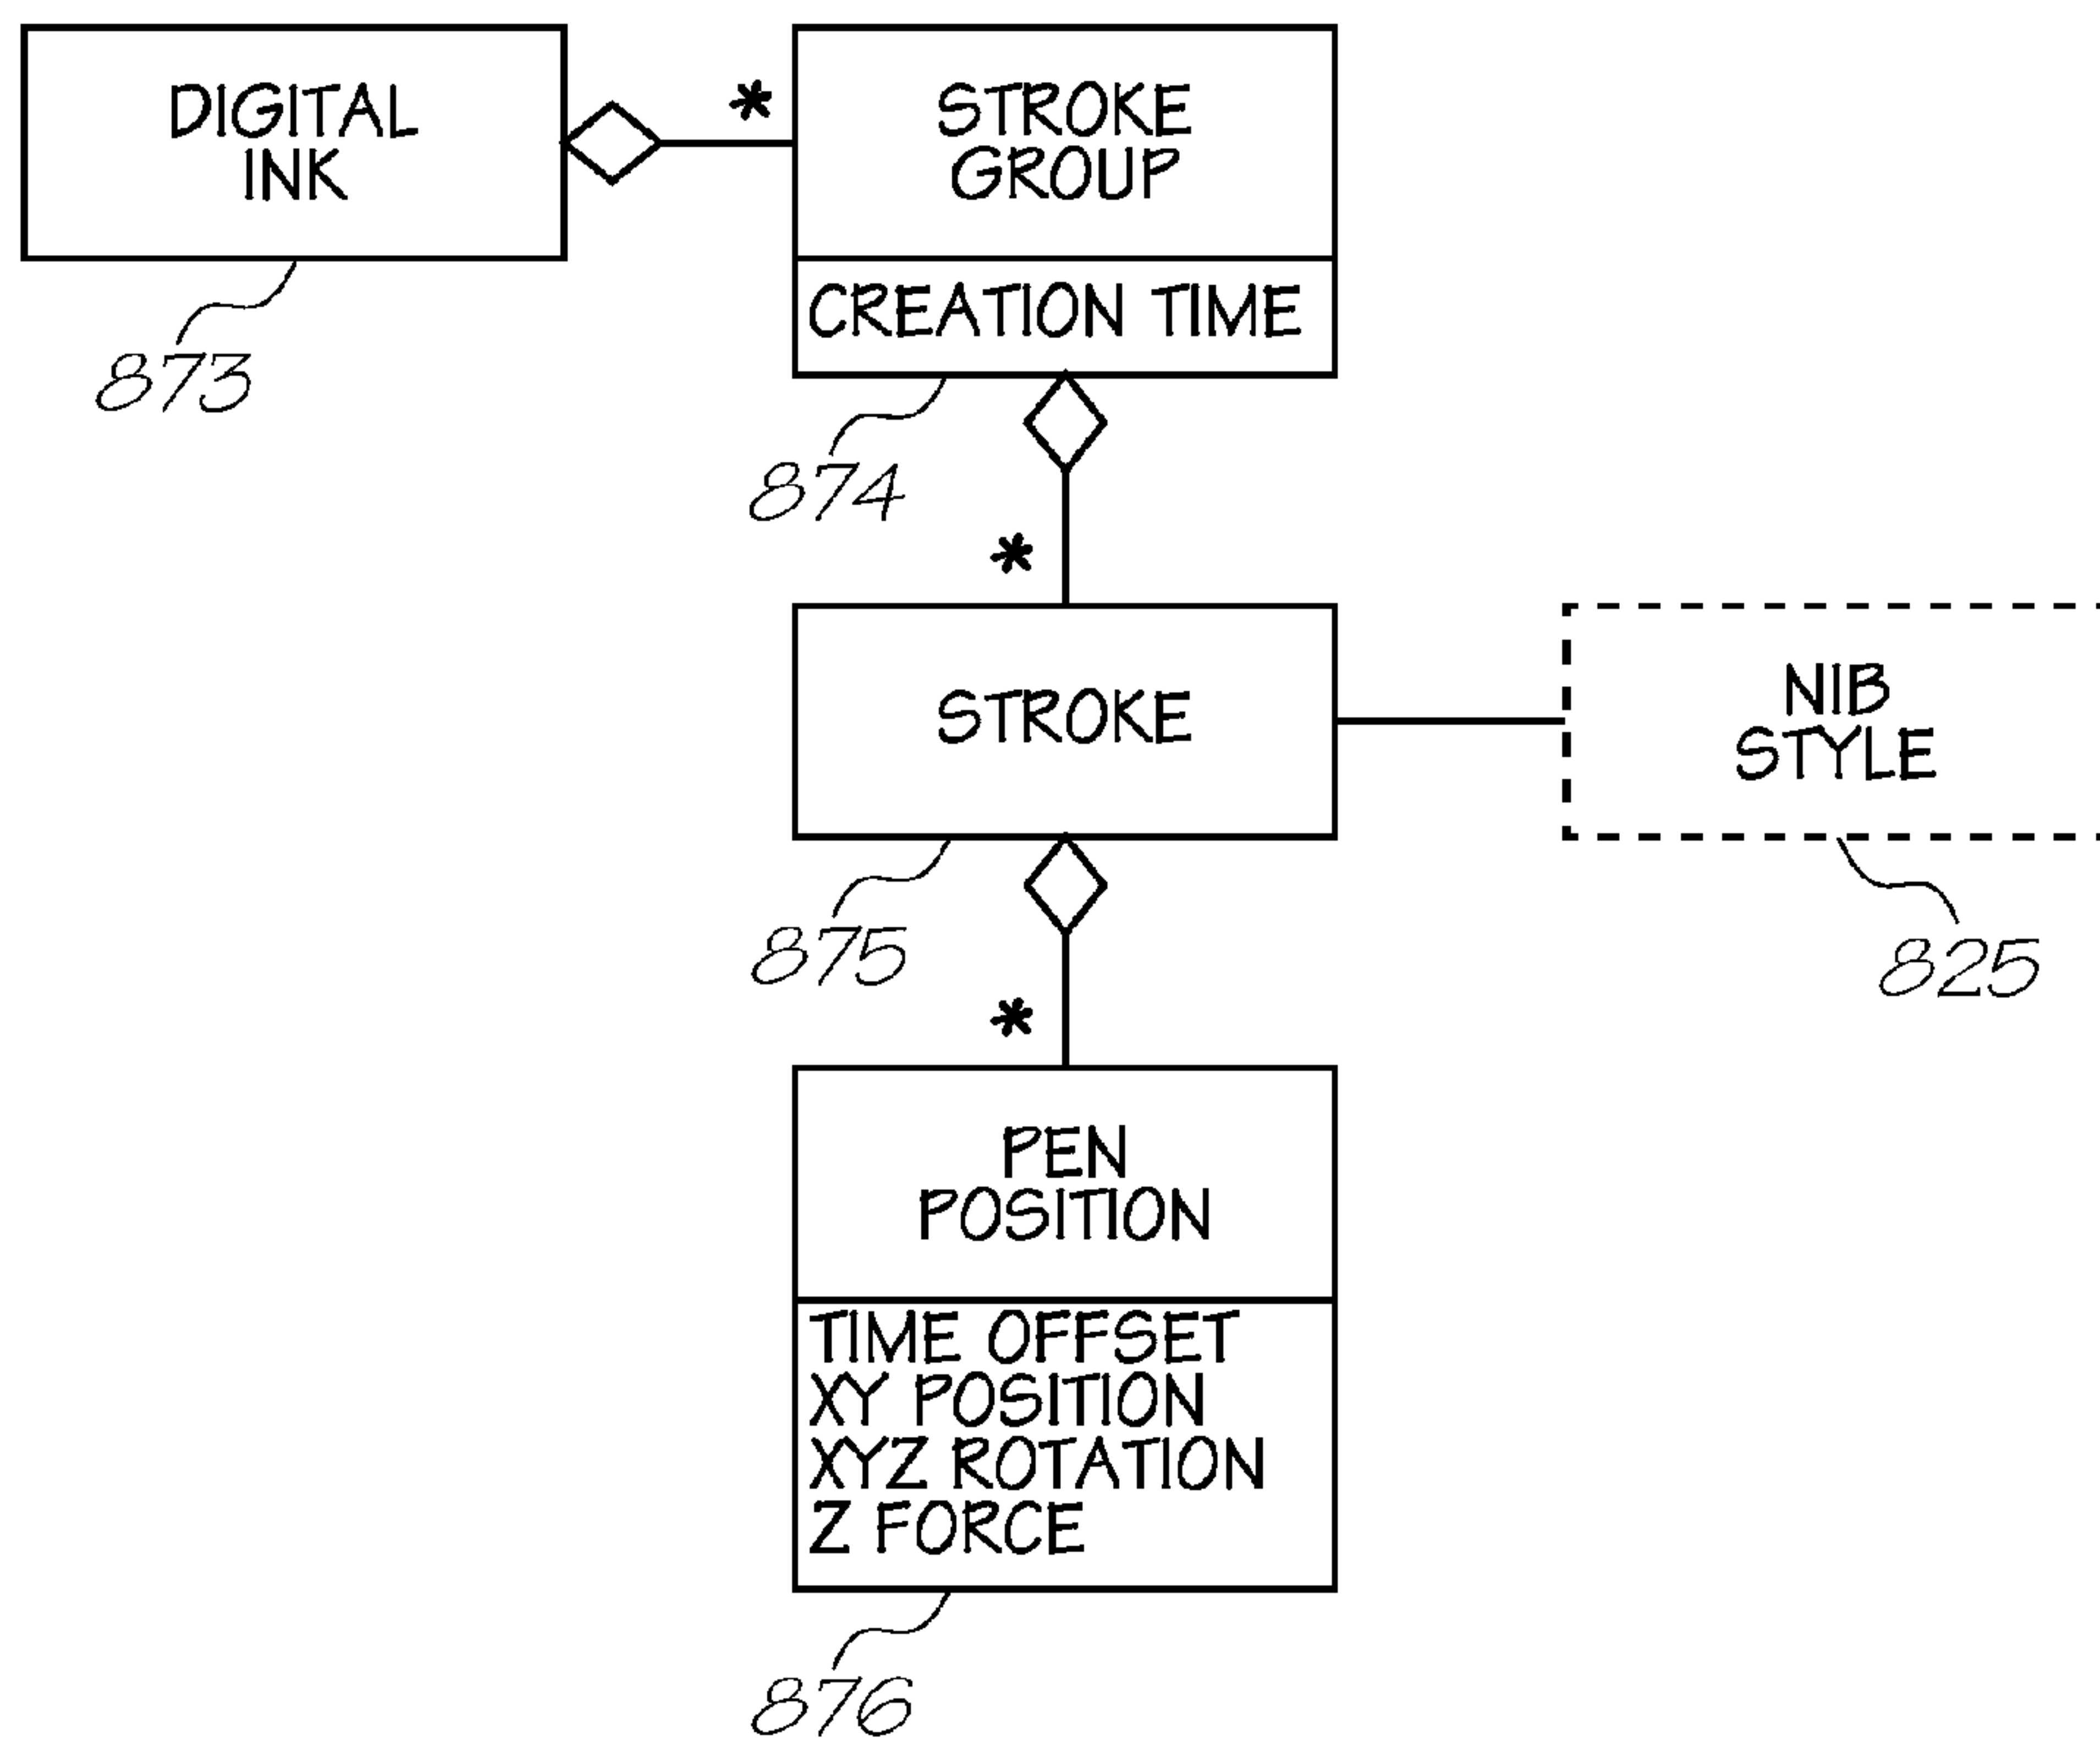 DIGITAL
INK
*
STROKE
GROUP
CREATION TIME
873
874
*
STROKE
NIB
STYLE
875
825
*
PEN
POSITION
TIME OFFSET
XY POSITION
XYZ ROTATION
Z FORCE
876